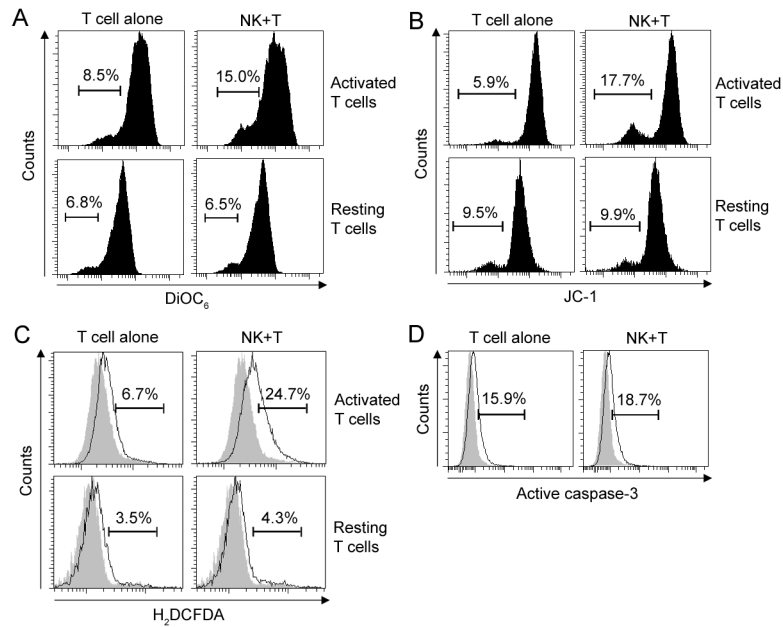 A
T cell alone
NK+T
8.5%
15.0%
Activated
T cells
Counts
6.8%
6.5%
Resting
T cells
DiOC₆
B
T cell alone
NK+T
5.9%
17.7%
Activated
T cells
Counts
9.5%
9.9%
Resting
T cells
JC-1
C
T cell alone
NK+T
6.7%
24.7%
Activated
T cells
Counts
3.5%
4.3%
Resting
T cells
H₂DCFDA
D
T cell alone
NK+T
15.9%
18.7%
Counts
Active caspase-3